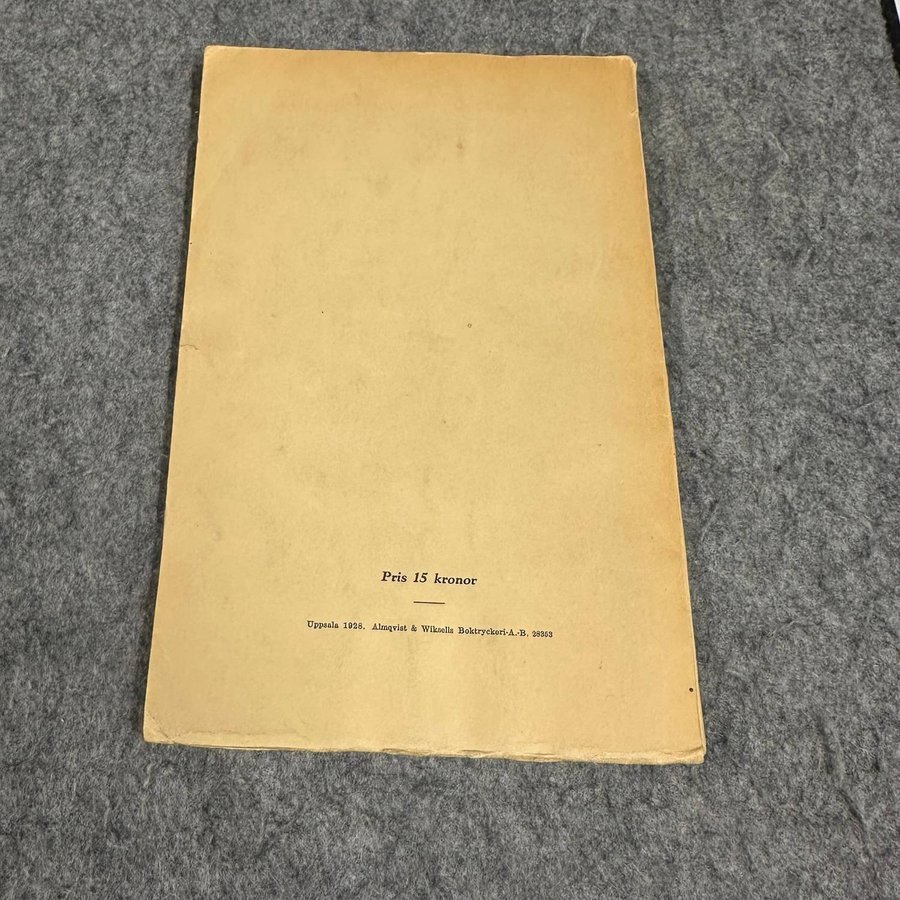 Pris 15 kronor
Uppsala 1928. Almqvist & Wiksells Boktryckeri-A.-B. 28353